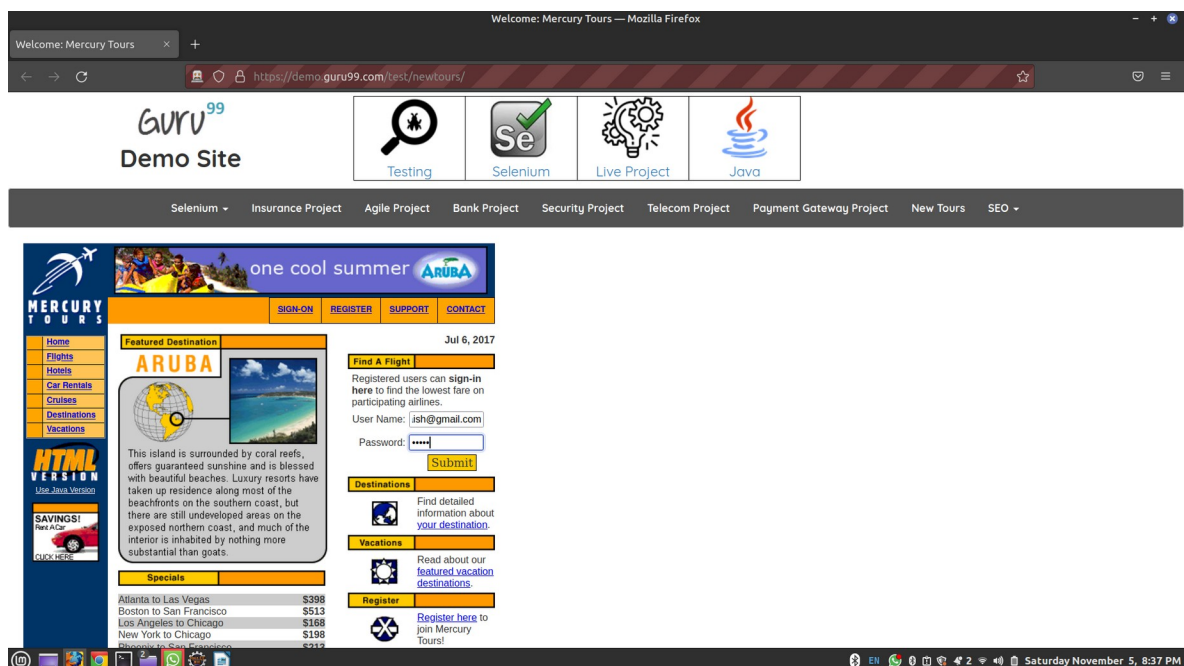 Welcome: Mercury Tours — Mozilla Firefox
Welcome: Mercury Tours
https://demo.guru99.com/test/newtours/
Guru99
Demo Site
Testing
Selenium
Live Project
Java
Selenium
Insurance Project
Agile Project
Bank Project
Security Project
Telecom Project
Payment Gateway Project
New Tours
SEO
MERCURY
TOURS
one cool summer
ARUBA
SIGN-ON
REGISTER
SUPPORT
CONTACT
Home
Flights
Hotels
Car Rentals
Cruises
Destinations
Vacations
HTML
VERSION
Use Java Version
SAVINGS!
Rent A Car
CLICK HERE
Featured Destination
ARUBA
This island is surrounded by coral reefs,
offers guaranteed sunshine and is blessed
with beautiful beaches. Luxury resorts have
taken up residence along most of the
beachfronts on the southern coast, but
there are still undeveloped areas on the
exposed northern coast, and much of the
interior is inhabited by nothing more
substantial than goats.
Specials
Atlanta to Las Vegas $398
Boston to San Francisco $513
Los Angeles to Chicago $168
New York to Chicago $198
Phoenix to San Francisco $213
Jul 6, 2017
Find A Flight
Registered users can sign-in
here to find the lowest fare on
participating airlines.
User Name: ish@gmail.com
Password: •••••
Submit
Destinations
Find detailed
information about
your destination.
Vacations
Read about our
featured vacation
destinations.
Register
Register here to
join Mercury
Tours!
2
EN
2
Saturday November 5, 8:37 PM